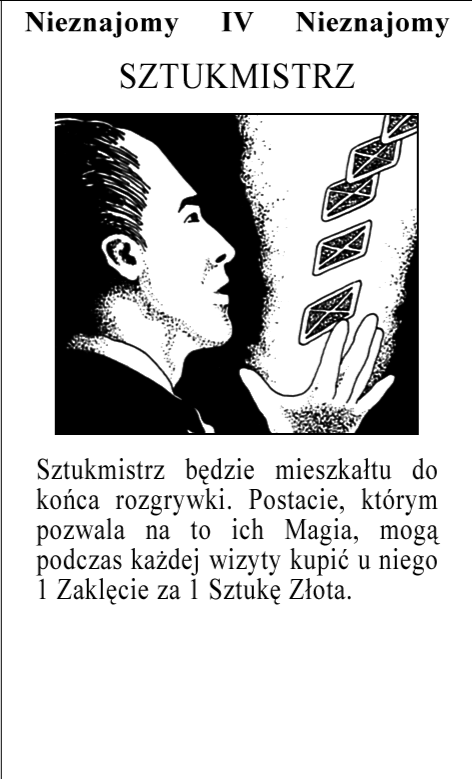 Nieznajomy IV Nieznajomy
SZTUKMISTRZ
Sztukmistrz będzie mieszkałtu do
końca rozgrywki. Postacie, którym
pozwala na to ich Magia, mogą
podczas każdej wizyty kupić u niego
1 Zaklęcie za 1 Sztukę Złota.